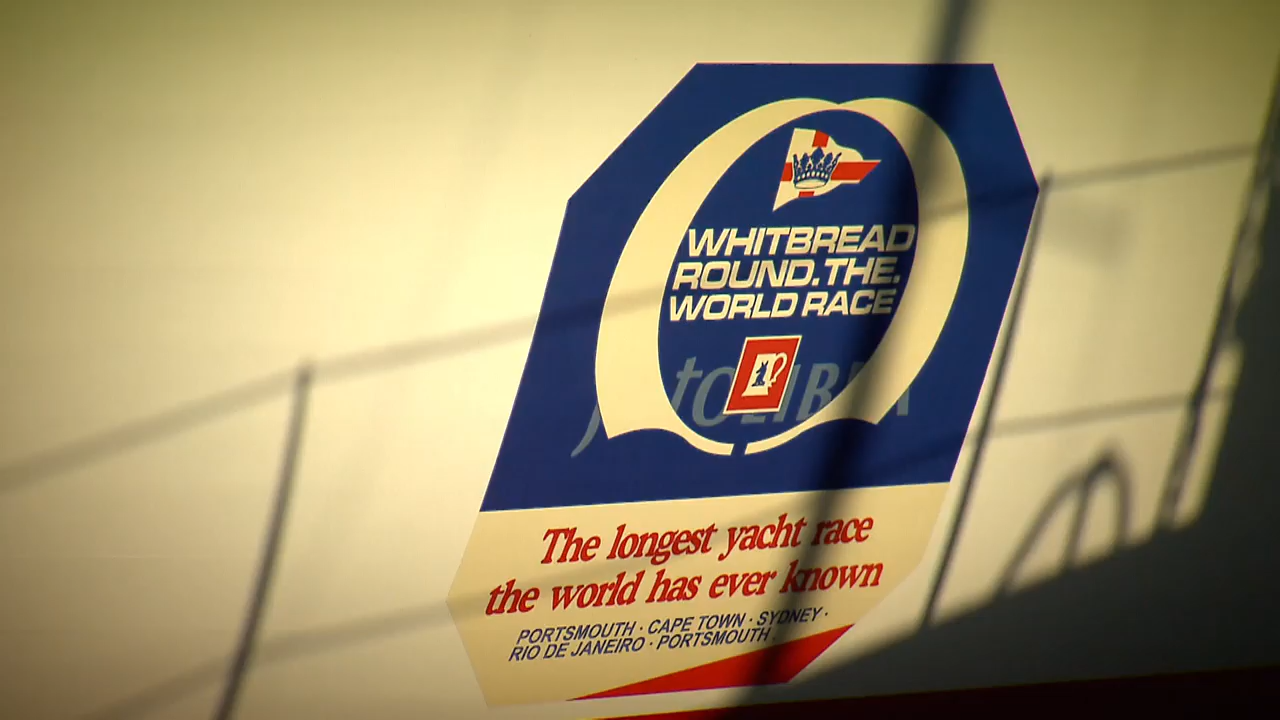 WHITBREAD
ROUND.THE.
WORLD RACE
The longest yacht race
the world has ever known
PORTSMOUTH · CAPE TOWN · SYDNEY ·
RIO DE JANEIRO · PORTSMOUTH